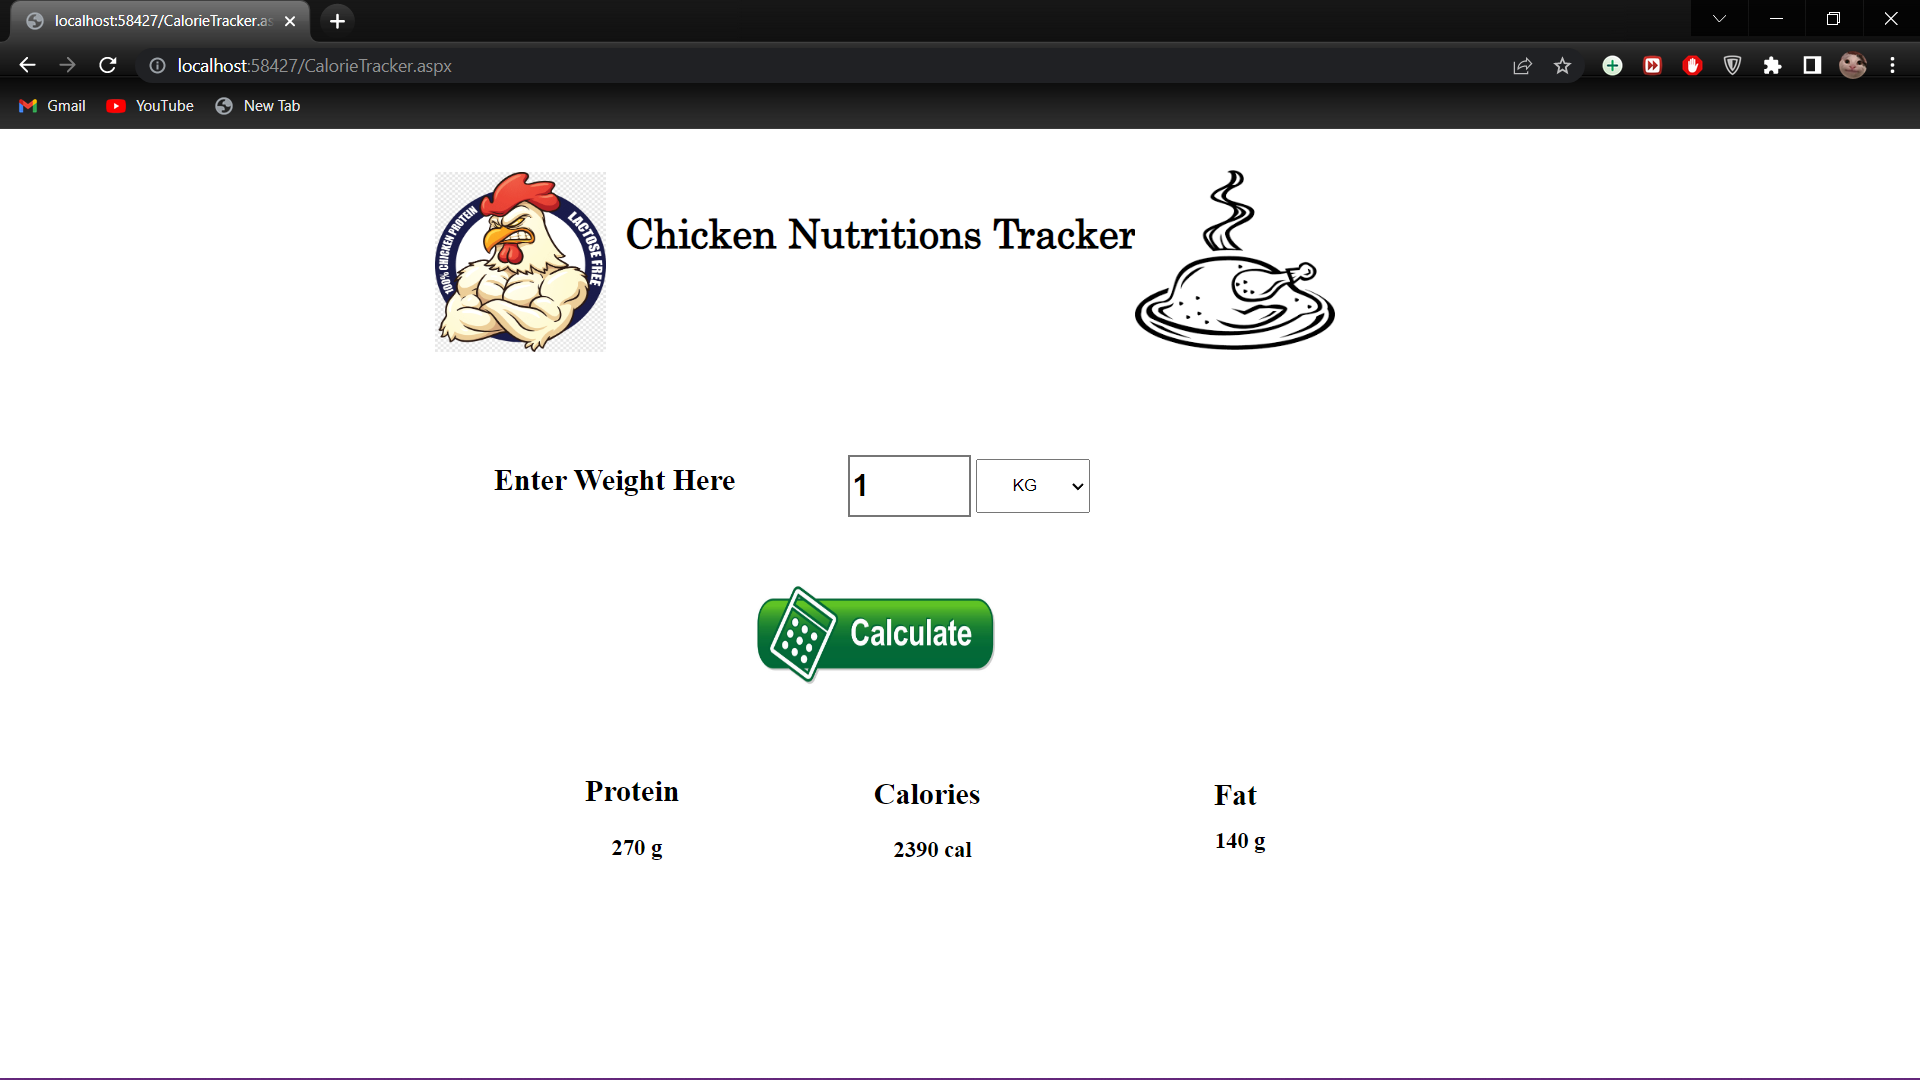 localhost:58427/CalorieTracker.as
localhost:58427/CalorieTracker.aspx
Gmail YouTube New Tab
100% CHICKEN PROTEIN LACTOSE FREE
Chicken Nutritions Tracker
Enter Weight Here 1 KG
Calculate
Protein Calories Fat
270 g 2390 cal 140 g